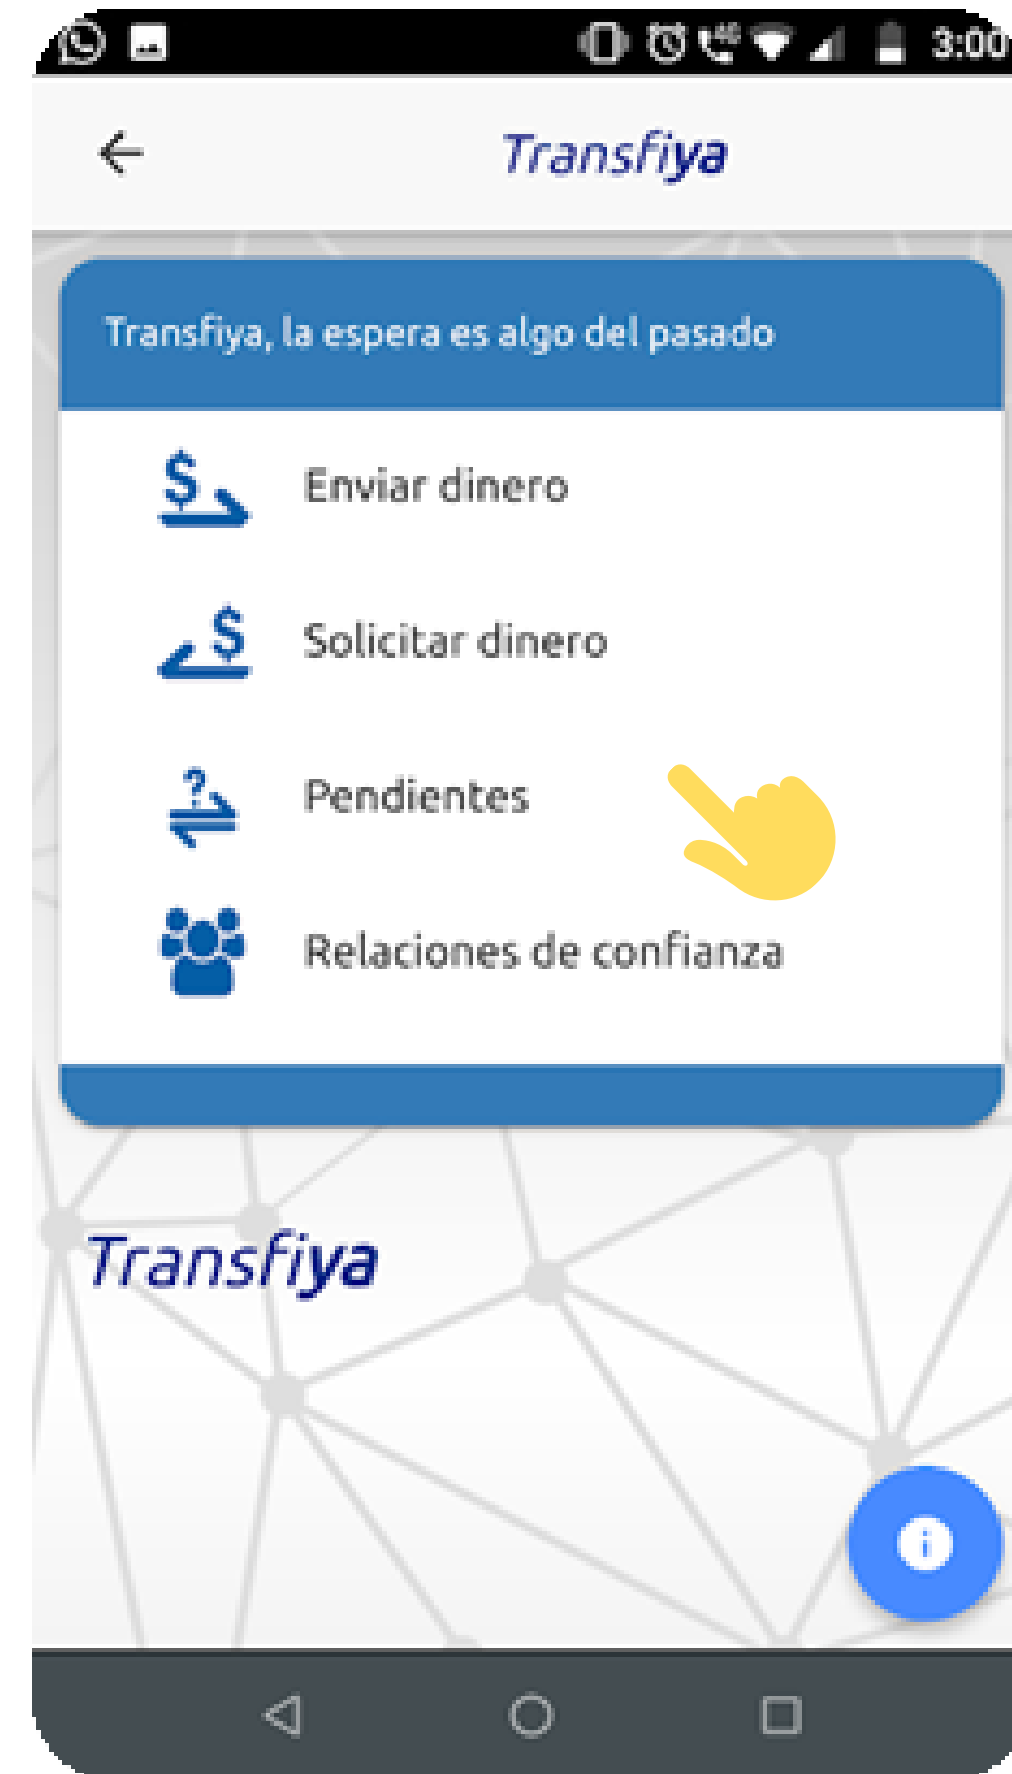 4G 3:00
Transfiya
Transfiya, la espera es algo del pasado
Enviar dinero
Solicitar dinero
Pendientes
Relaciones de confianza
Transfiya